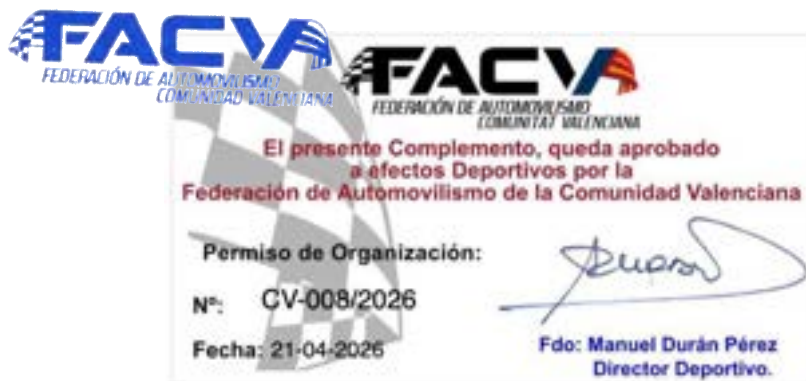 FACVA
FEDERACIÓN DE AUTOMOVILISMO
COMUNIDAD VALENCIANA
FACVA
FEDERACIÓN DE AUTOMOVILISMO
COMUNITAT VALENCIANA
El presente Complemento, queda aprobado
a efectos Deportivos por la
Federación de Automovilismo de la Comunidad Valenciana
Permiso de Organización:
Nº: CV-008/2026
Fecha: 21-04-2026
Fdo: Manuel Durán Pérez
Director Deportivo.